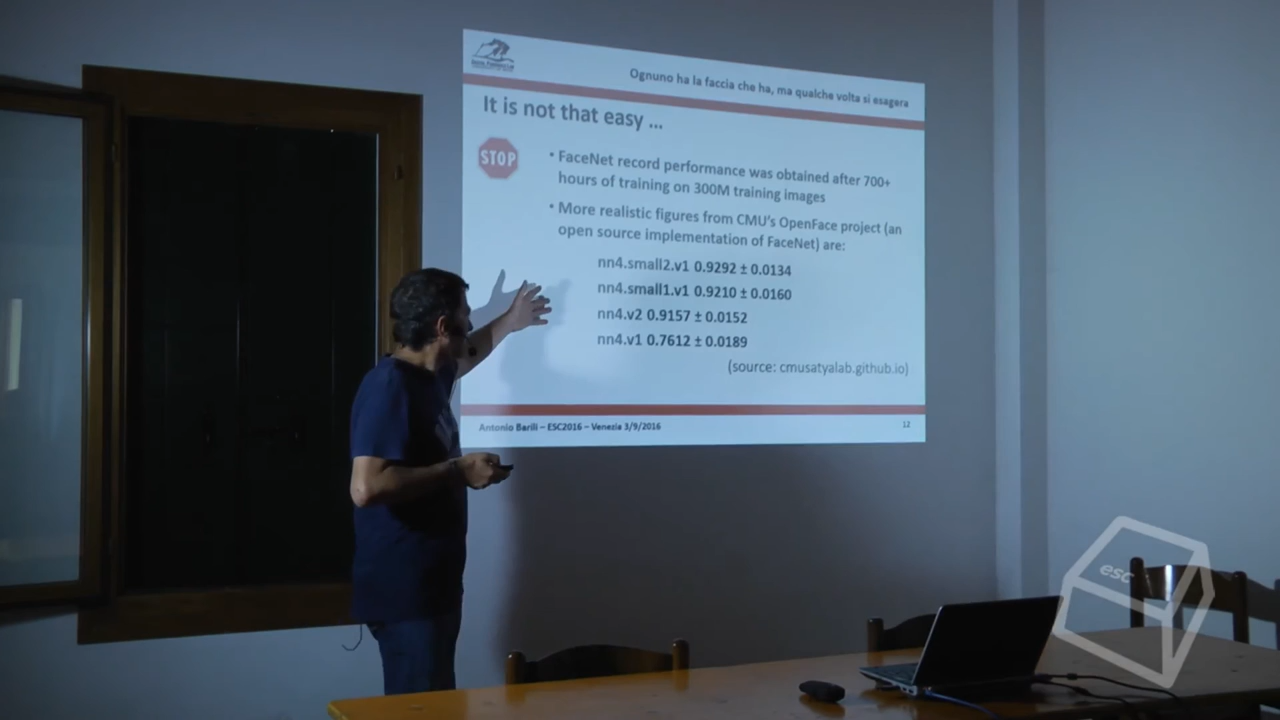 Ognuno ha la faccia che ha, ma qualche volta si esagera
It is not that easy ...
STOP
• FaceNet record performance was obtained after 700+
hours of training on 300M training images
• More realistic figures from CMU's OpenFace project (an
open source implementation of FaceNet) are:
nn4.small2.v1 0.9292 ± 0.0134
nn4.small1.v1 0.9210 ± 0.0160
nn4.v2 0.9157 ± 0.0152
nn4.v1 0.7612 ± 0.0189
(source: cmusatyalab.github.io)
Antonio Barili – ESC2016 – Venezia 3/9/2016
12
esc